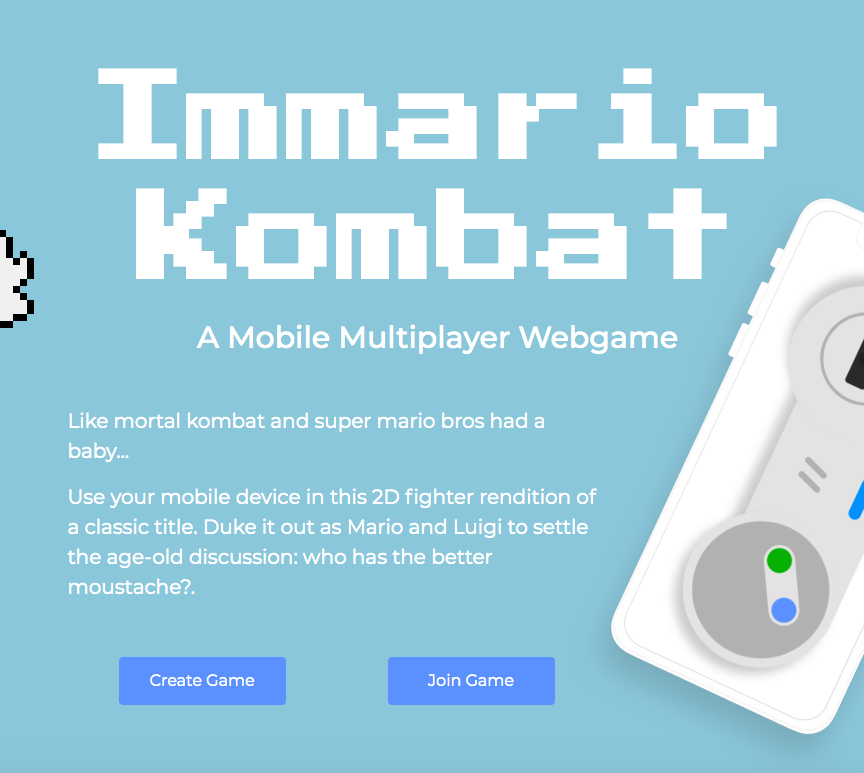 Immario
Kombat
A Mobile Multiplayer Webgame
Like mortal kombat and super mario bros had a
baby...
Use your mobile device in this 2D fighter rendition of
a classic title. Duke it out as Mario and Luigi to settle
the age-old discussion: who has the better
moustache?.
Create Game
Join Game